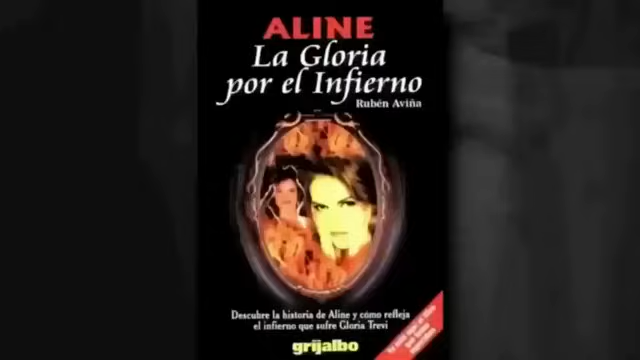 ALINE
La Gloria
por el Infierno
Rubén Aviña
Descubre la historia de Aline y cómo refleja
el infierno que sufre Gloria Trevi
grijalbo